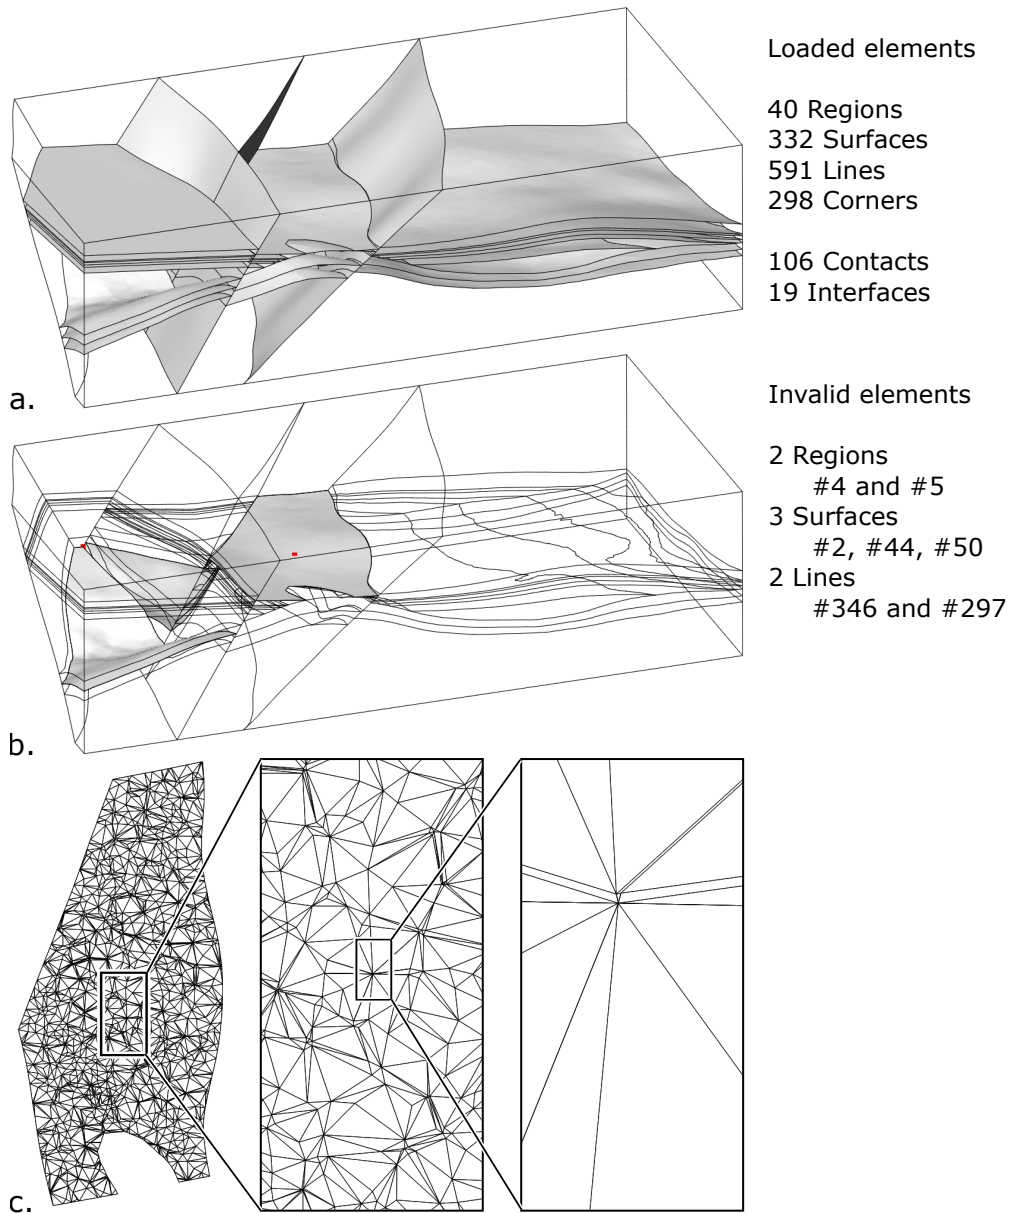 Loaded elements
40 Regions
332 Surfaces
591 Lines
298 Corners
106 Contacts
19 Interfaces
a.
Invalid elements
2 Regions
#4 and #5
3 Surfaces
#2, #44, #50
2 Lines
#346 and #297
b.
c.